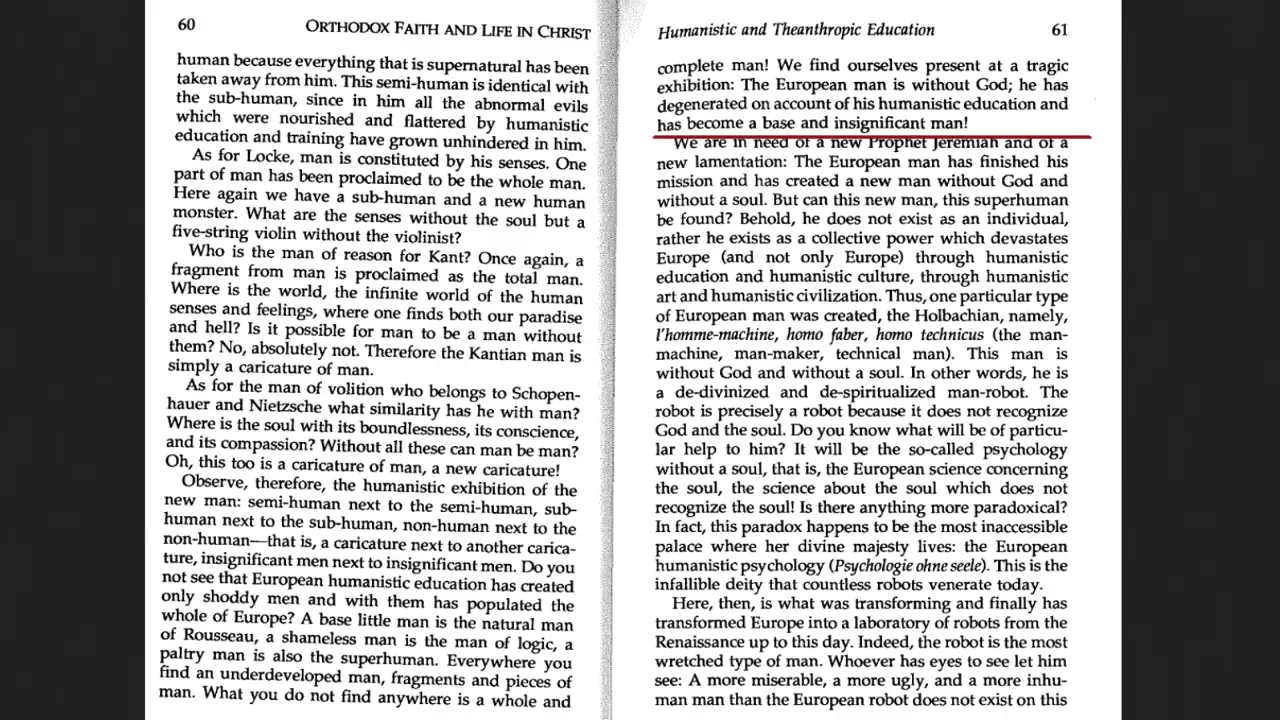 60
ORTHODOX FAITH AND LIFE IN CHRIST
human because everything that is supernatural has been
taken away from him. This semi-human is identical with
the sub-human, since in him all the abnormal evils
which were nourished and flattered by humanistic
education and training have grown unhindered in him.
As for Locke, man is constituted by his senses. One
part of man has been proclaimed to be the whole man.
Here again we have a sub-human and a new human
monster. What are the senses without the soul but a
five-string violin without the violinist?
Who is the man of reason for Kant? Once again, a
fragment from man is proclaimed as the total man.
Where is the world, the infinite world of the human
senses and feelings, where one finds both our paradise
and hell? Is it possible for man to be a man without
them? No, absolutely not. Therefore the Kantian man is
simply a caricature of man.
As for the man of volition who belongs to Schopen-
hauer and Nietzsche what similarity has he with man?
Where is the soul with its boundlessness, its conscience,
and its compassion? Without all these can man be man?
Oh, this too is a caricature of man, a new caricature!
Observe, therefore, the humanistic exhibition of the
new man: semi-human next to the semi-human, sub-
human next to the sub-human, non-human next to the
non-human—that is, a caricature next to another carica-
ture, insignificant men next to insignificant men. Do you
not see that European humanistic education has created
only shoddy men and with them has populated the
whole of Europe? A base little man is the natural man
of Rousseau, a shameless man is the man of logic, a
paltry man is also the superhuman. Everywhere you
find an underdeveloped man, fragments and pieces of
man. What you do not find anywhere is a whole and
Humanistic and Theanthropic Education
61
complete man! We find ourselves present at a tragic
exhibition: The European man is without God; he has
degenerated on account of his humanistic education and
has become a base and insignificant man!
We are in need of a new Prophet Jeremiah and of a
new lamentation: The European man has finished his
mission and has created a new man without God and
without a soul. But can this new man, this superhuman
be found? Behold, he does not exist as an individual,
rather he exists as a collective power which devastates
Europe (and not only Europe) through humanistic
education and humanistic culture, through humanistic
art and humanistic civilization. Thus, one particular type
of European man was created, the Holbachian, namely,
l'homme-machine, homo faber, homo technicus (the man-
machine, man-maker, technical man). This man is
without God and without a soul. In other words, he is
a de-divinized and de-spiritualized man-robot. The
robot is precisely a robot because it does not recognize
God and the soul. Do you know what will be of particu-
lar help to him? It will be the so-called psychology
without a soul, that is, the European science concerning
the soul, the science about the soul which does not
recognize the soul! Is there anything more paradoxical?
In fact, this paradox happens to be the most inaccessible
palace where her divine majesty lives: the European
humanistic psychology (Psychologie ohne seele). This is the
infallible deity that countless robots venerate today.
Here, then, is what was transforming and finally has
transformed Europe into a laboratory of robots from the
Renaissance up to this day. Indeed, the robot is the most
wretched type of man. Whoever has eyes to see let him
see: A more miserable, a more ugly, and a more inhu-
man man than the European robot does not exist on this